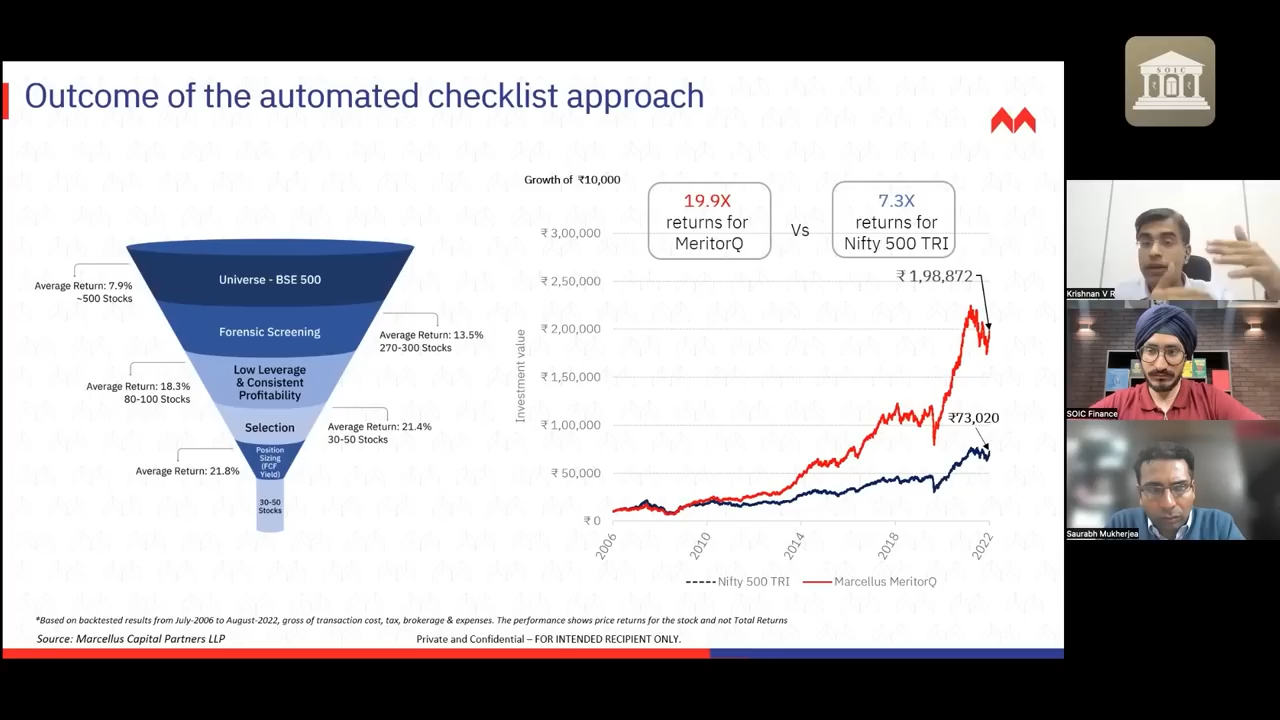 Outcome of the automated checklist approach
SOIC
Growth of ₹10,000
19.9X
returns for
MeritorQ
Vs
7.3X
returns for
Nifty 500 TRI
Universe - BSE 500
Average Return: 7.9%
~500 Stocks
Forensic Screening
Average Return: 13.5%
270-300 Stocks
Low Leverage
& Consistent
Profitability
Average Return: 18.3%
80-100 Stocks
Selection
Average Return: 21.4%
30-50 Stocks
Position
Sizing
(FCF
Yield)
Average Return: 21.8%
30-50
Stocks
Investment value
₹ 3,00,000
₹ 2,50,000
₹ 2,00,000
₹ 1,50,000
₹ 1,00,000
₹ 50,000
₹ 0
₹ 1,98,872
₹73,020
2006
2010
2014
2018
2022
Nifty 500 TRI
Marcellus MeritorQ
*Based on backtested results from July-2006 to August-2022, gross of transaction cost, tax, brokerage & expenses. The performance shows price returns for the stock and not Total Returns
Source: Marcellus Capital Partners LLP
Private and Confidential – FOR INTENDED RECIPIENT ONLY.
Krishnan V R
SOIC Finance
Saurabh Mukherjea